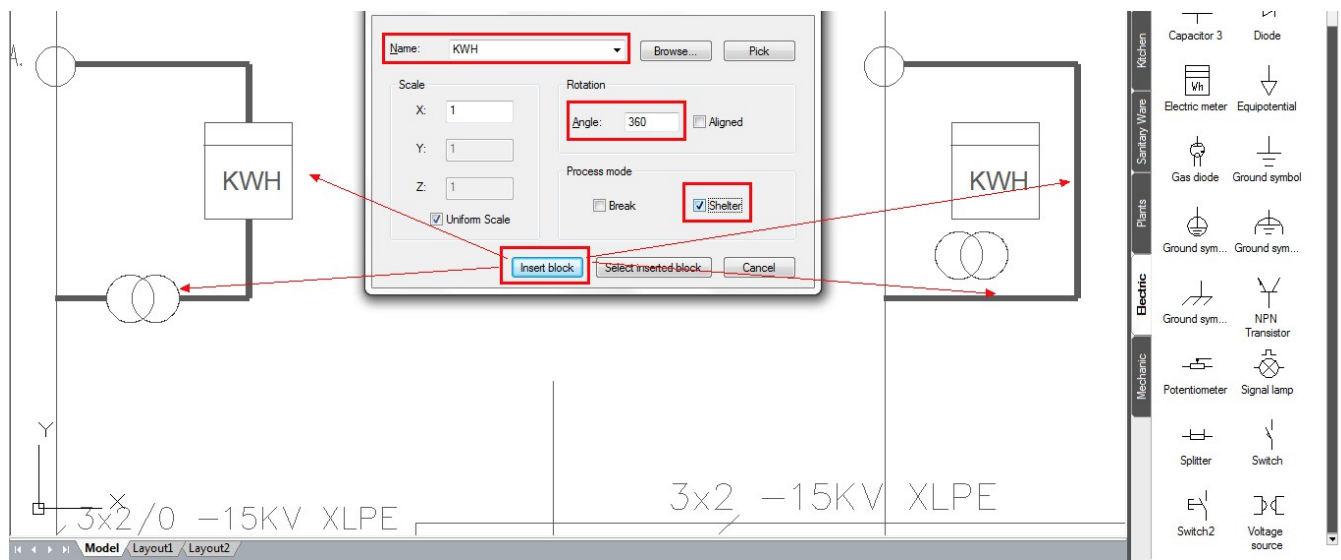 A.
Name: KWH Browse... Pick
Scale Rotation
X: 1 Angle: 360 Aligned
Y: 1
Process mode
Z: 1
Break Shelter
Uniform Scale
Insert block Select inserted block Cancel
KWH
KWH
Y
X
3x2/0 -15KV XLPE
3x2 -15KV XLPE
Model Layout1 Layout2
Kitchen
Sanitary Ware
Plants
Electric
Mechanic
Capacitor 3 Diode
Wh
Electric meter Equipotential
Gas diode Ground symbol
Ground sym... Ground sym...
Ground sym... NPN
Transistor
Potentiometer Signal lamp
Splitter Switch
Switch2 Voltage
source